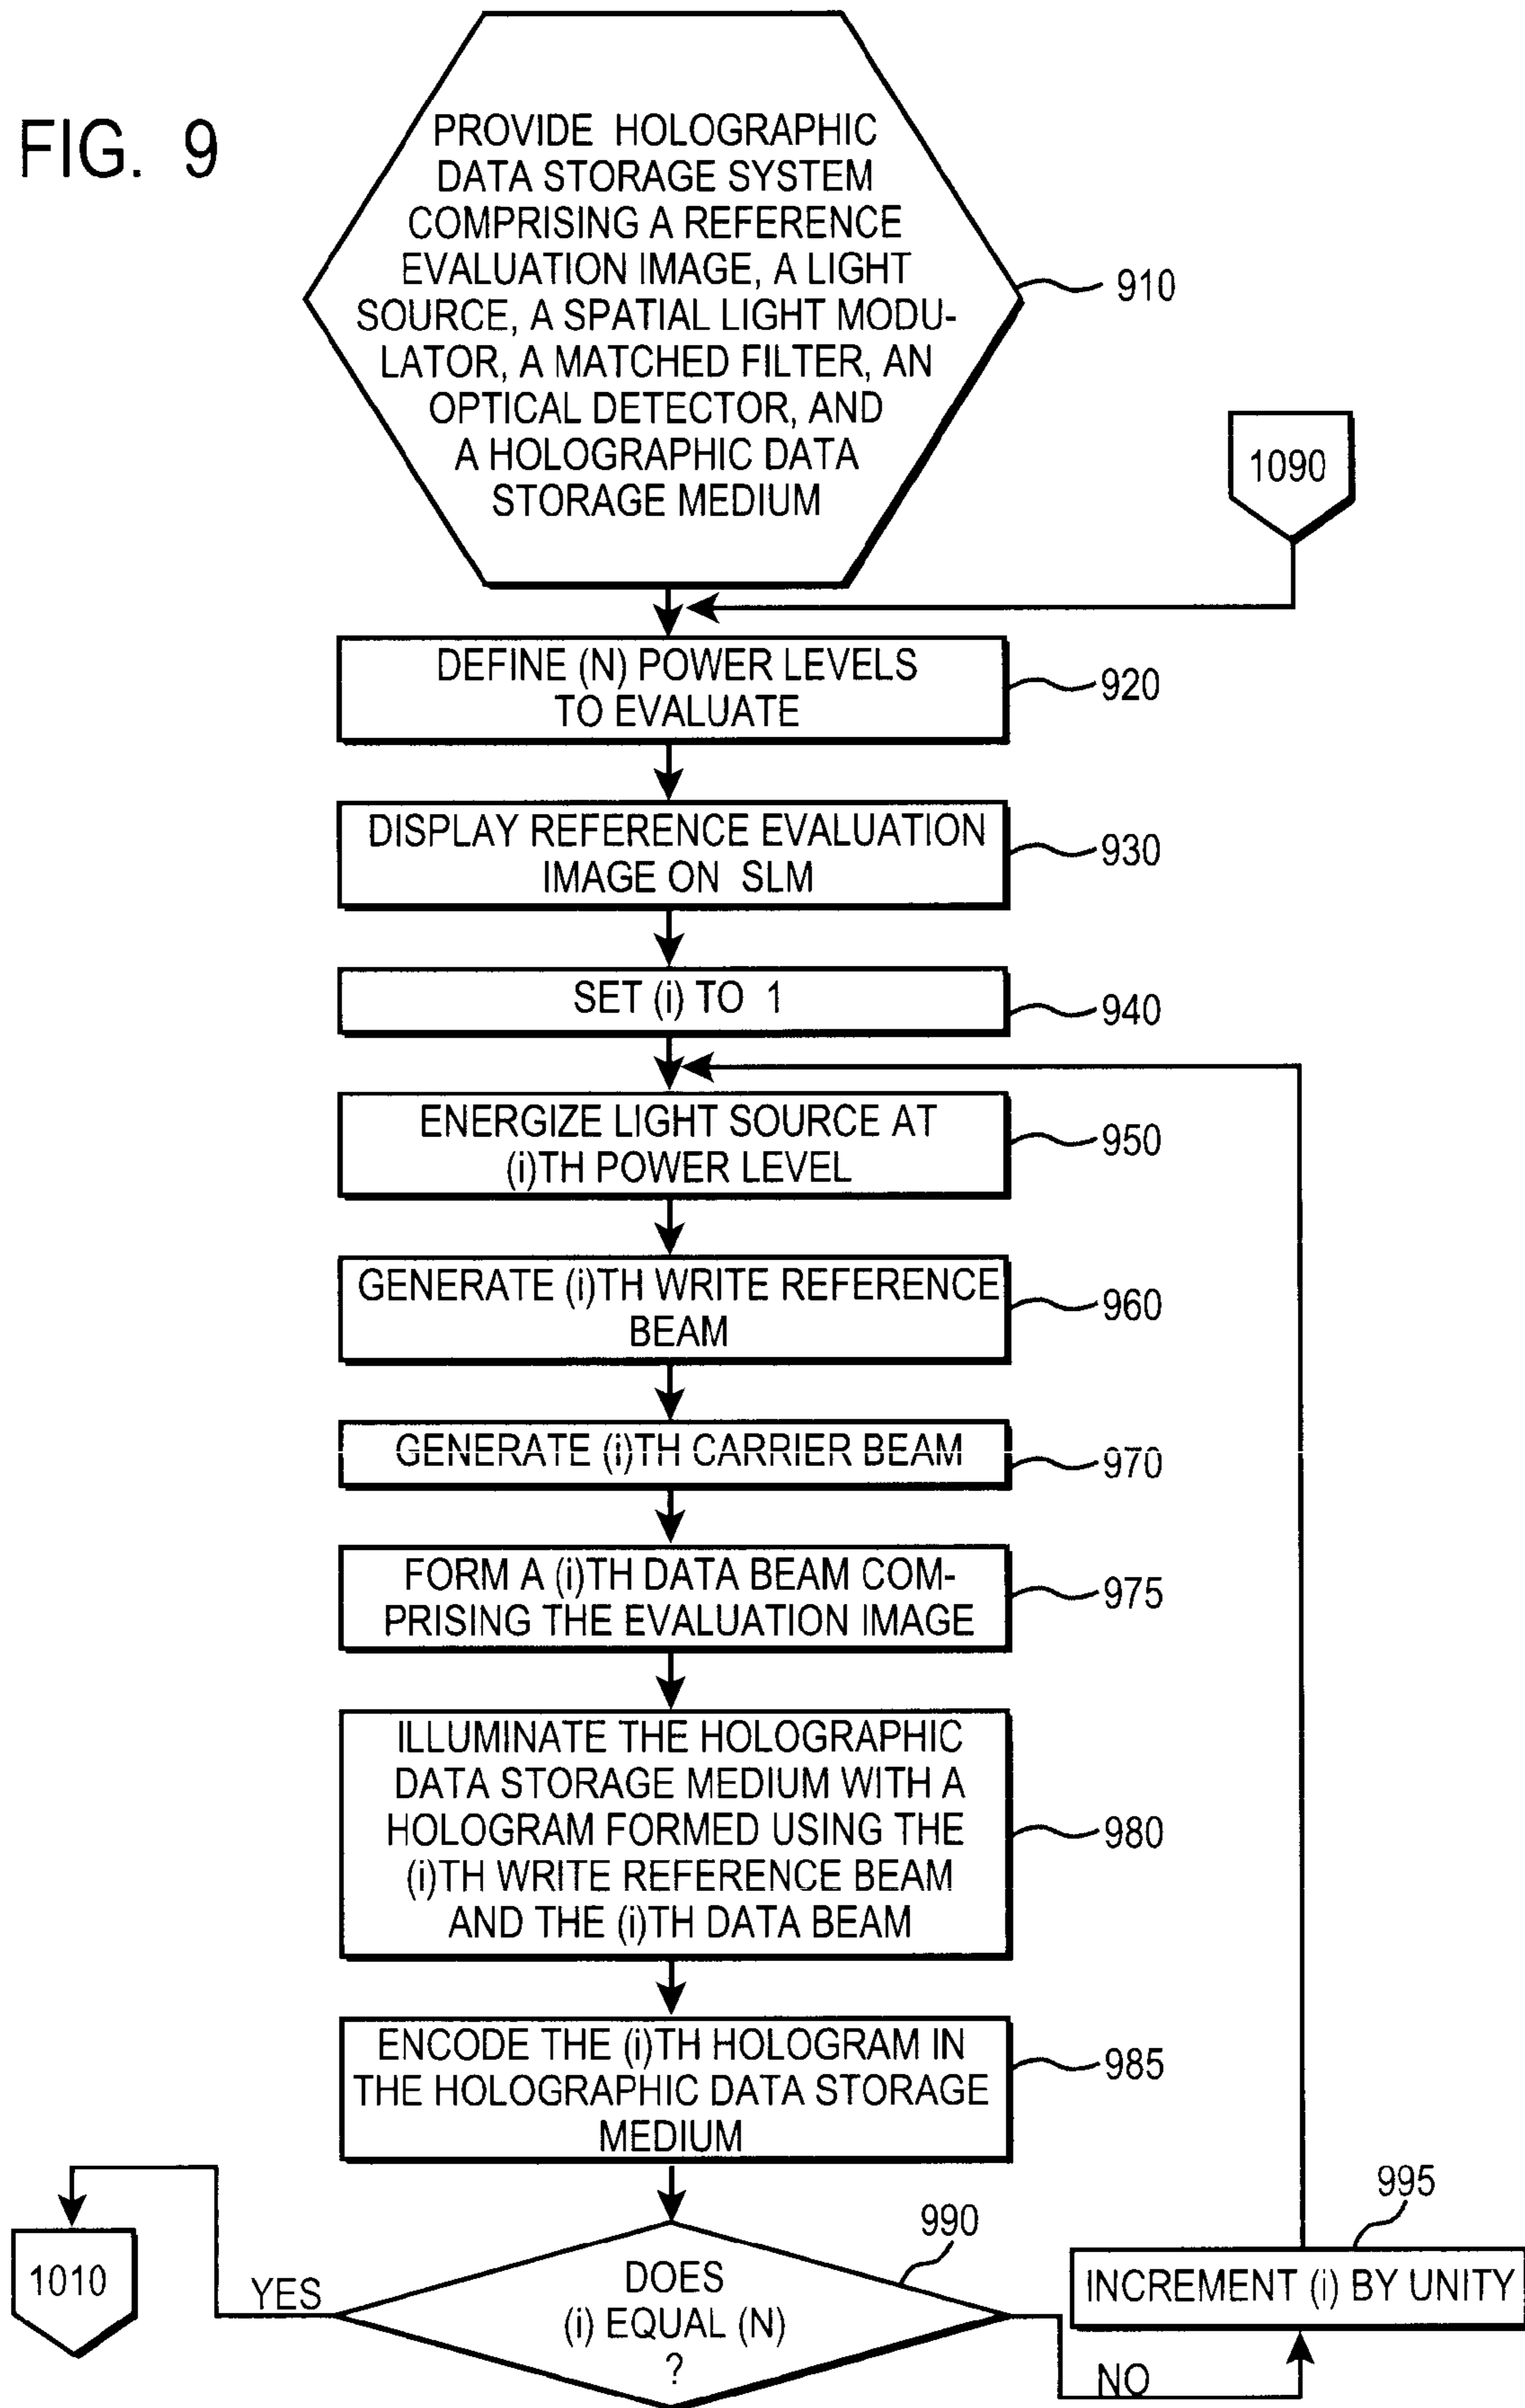 FIG. 9
PROVIDE HOLOGRAPHIC
DATA STORAGE SYSTEM
COMPRISING A REFERENCE
EVALUATION IMAGE, A LIGHT
SOURCE, A SPATIAL LIGHT MODU-
LATOR, A MATCHED FILTER, AN
OPTICAL DETECTOR, AND
A HOLOGRAPHIC DATA
STORAGE MEDIUM
910
1090
DEFINE (N) POWER LEVELS
TO EVALUATE
920
DISPLAY REFERENCE EVALUATION
IMAGE ON SLM
930
SET (i) TO 1
940
ENERGIZE LIGHT SOURCE AT
(i)TH POWER LEVEL
950
GENERATE (i)TH WRITE REFERENCE
BEAM
960
GENERATE (i)TH CARRIER BEAM
970
FORM A (i)TH DATA BEAM COM-
PRISING THE EVALUATION IMAGE
975
ILLUMINATE THE HOLOGRAPHIC
DATA STORAGE MEDIUM WITH A
HOLOGRAM FORMED USING THE
(i)TH WRITE REFERENCE BEAM
AND THE (i)TH DATA BEAM
980
ENCODE THE (i)TH HOLOGRAM IN
THE HOLOGRAPHIC DATA STORAGE
MEDIUM
985
990
DOES
(i) EQUAL (N)
?
YES
1010
NO
995
INCREMENT (i) BY UNITY